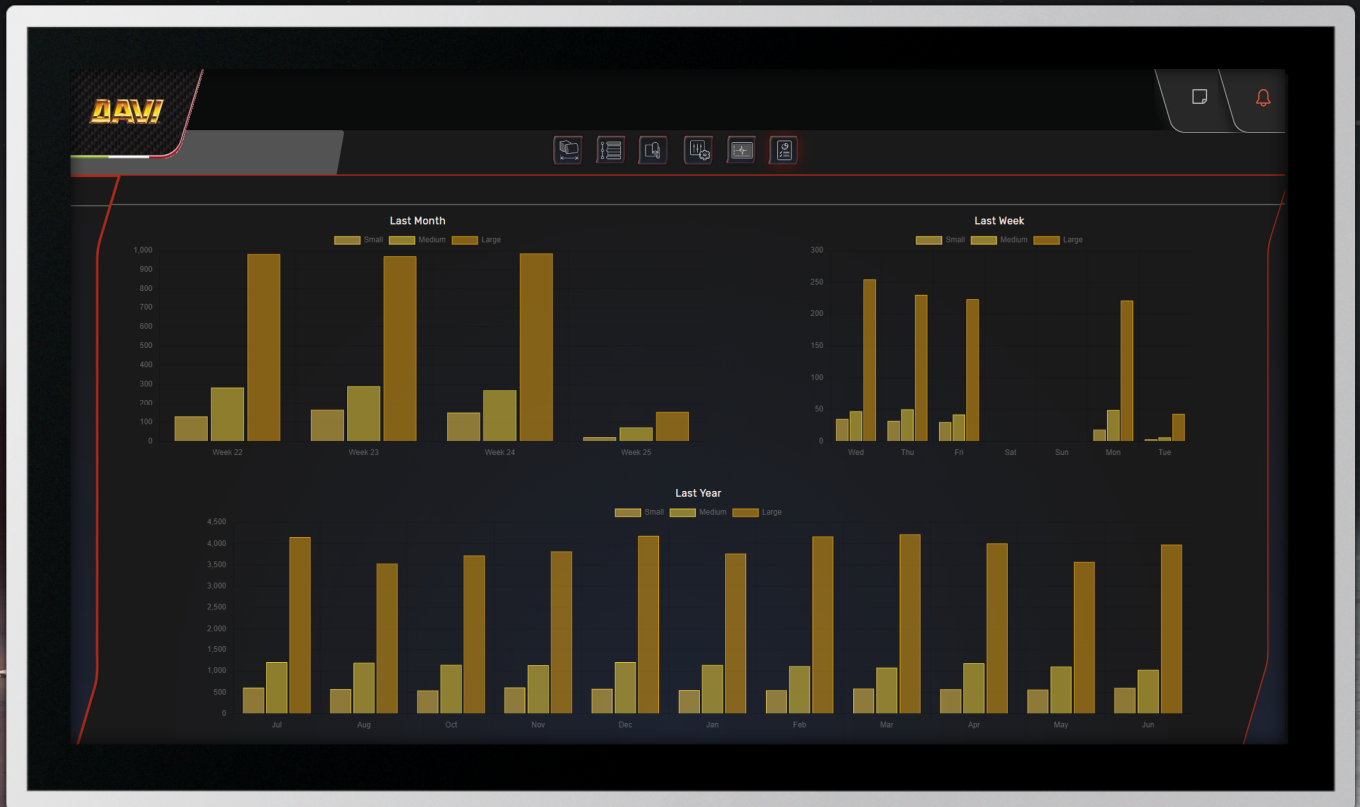 AAVI
Last Month
Small Medium Large
1,000
900
800
700
600
500
400
300
200
100
0
Week 22 Week 23 Week 24 Week 25
Last Week
Small Medium Large
300
250
200
150
100
50
0
Wed Thu Fri Sat Sun Mon Tue
Last Year
Small Medium Large
4,500
4,000
3,500
3,000
2,500
2,000
1,500
1,000
500
0
Jul Aug Oct Nov Dec Jan Feb Mar Apr May Jun